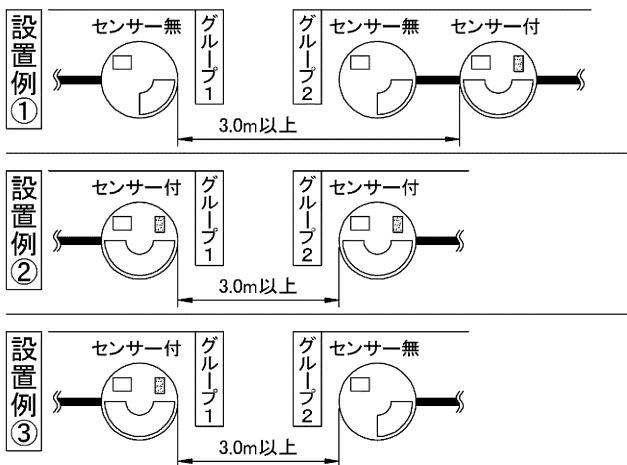 設置例①
センサー無
グループ1
グループ2
センサー無
センサー付
3.0m以上
設置例②
センサー付
グループ1
グループ2
センサー付
3.0m以上
設置例③
センサー付
グループ1
グループ2
センサー無
3.0m以上